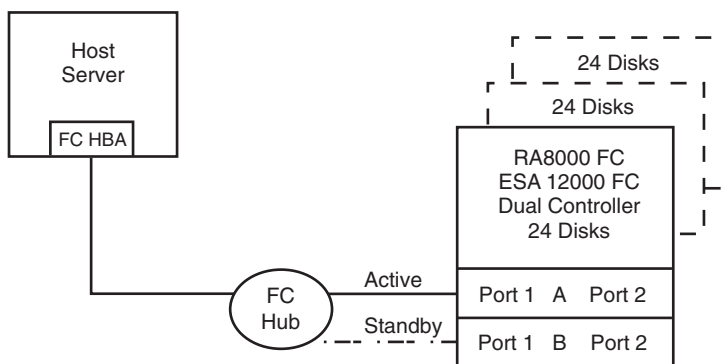 Host
Server
FC HBA
24 Disks
24 Disks
RA8000 FC
ESA 12000 FC
Dual Controller
24 Disks
Active
FC
Hub
Port 1 A Port 2
Standby
Port 1 B Port 2